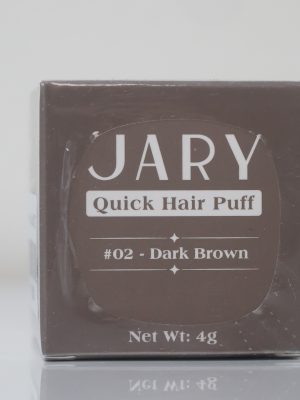 JARY
Quick Hair Puff
#02 - Dark Brown
Net Wt: 4g